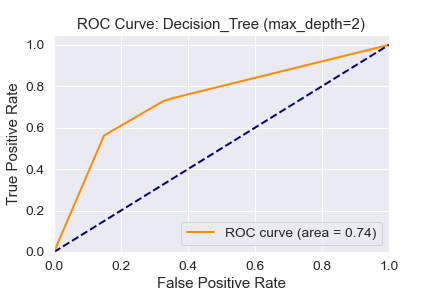 ROC Curve: Decision_Tree (max_depth=2)
True Positive Rate
1.0
0.8
0.6
0.4
0.2
0.0
ROC curve (area = 0.74)
0.0 0.2 0.4 0.6 0.8 1.0
False Positive Rate